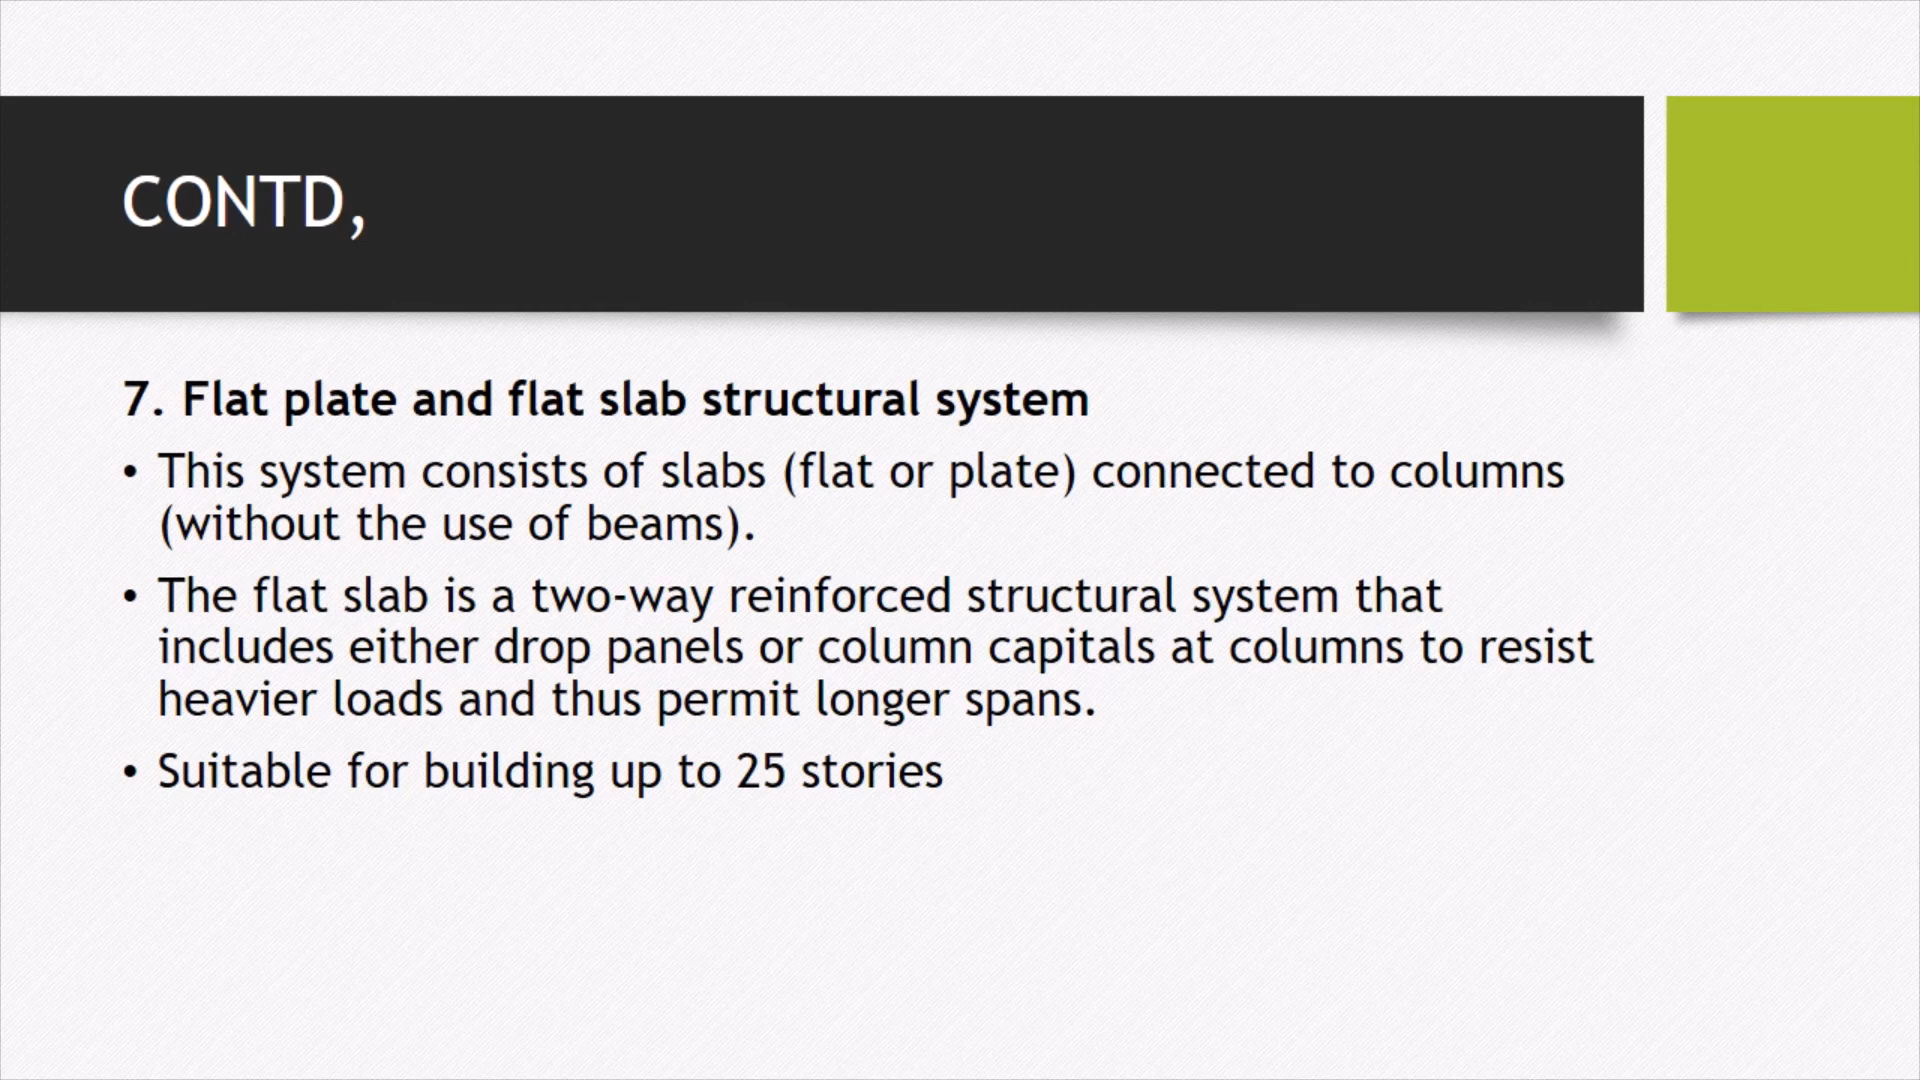 CONTD,
7. Flat plate and flat slab structural system
• This system consists of slabs (flat or plate) connected to columns
(without the use of beams).
• The flat slab is a two-way reinforced structural system that
includes either drop panels or column capitals at columns to resist
heavier loads and thus permit longer spans.
• Suitable for building up to 25 stories